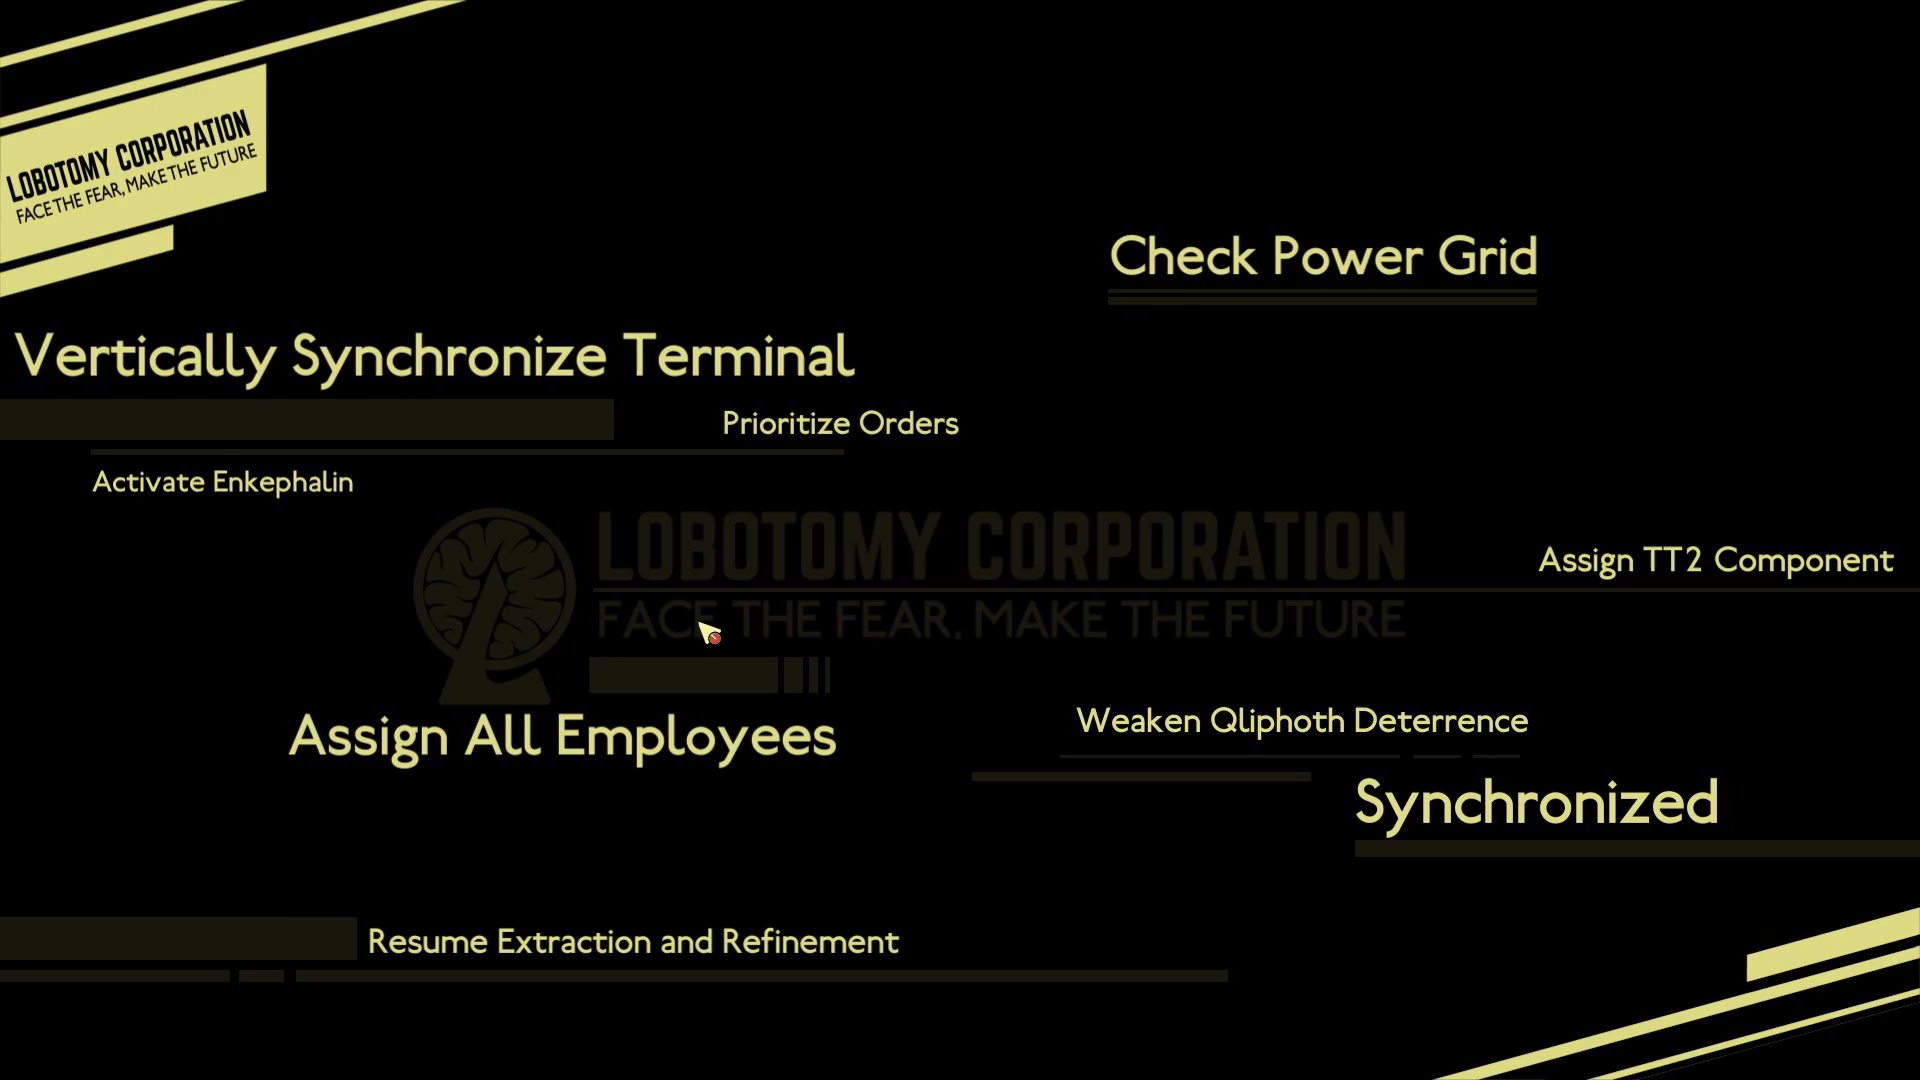 LOBOTOMY CORPORATION
FACE THE FEAR, MAKE THE FUTURE
Check Power Grid
Vertically Synchronize Terminal
Prioritize Orders
Activate Enkephalin
LOBOTOMY CORPORATION
FACE THE FEAR, MAKE THE FUTURE
Assign TT2 Component
Assign All Employees
Weaken Qliphoth Deterrence
Synchronized
Resume Extraction and Refinement